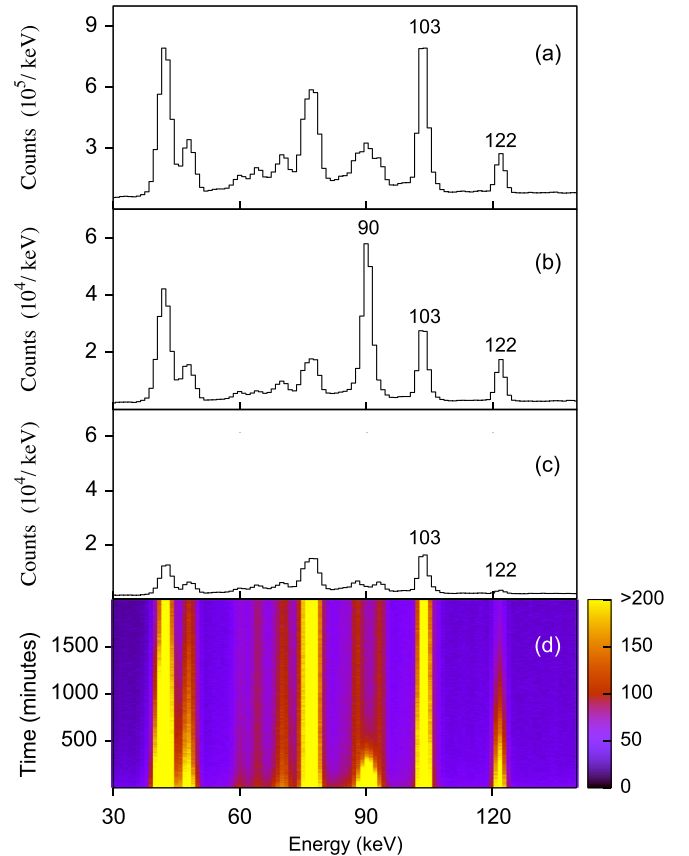 Counts (10⁵/keV)
9
6
3
103
122
(a)
Counts (10⁴/keV)
6
4
2
90
103
122
(b)
Counts (10⁴/keV)
6
4
2
103
122
(c)
Time (minutes)
1500
1000
500
(d)
>200
150
100
50
0
30 60 90 120
Energy (keV)